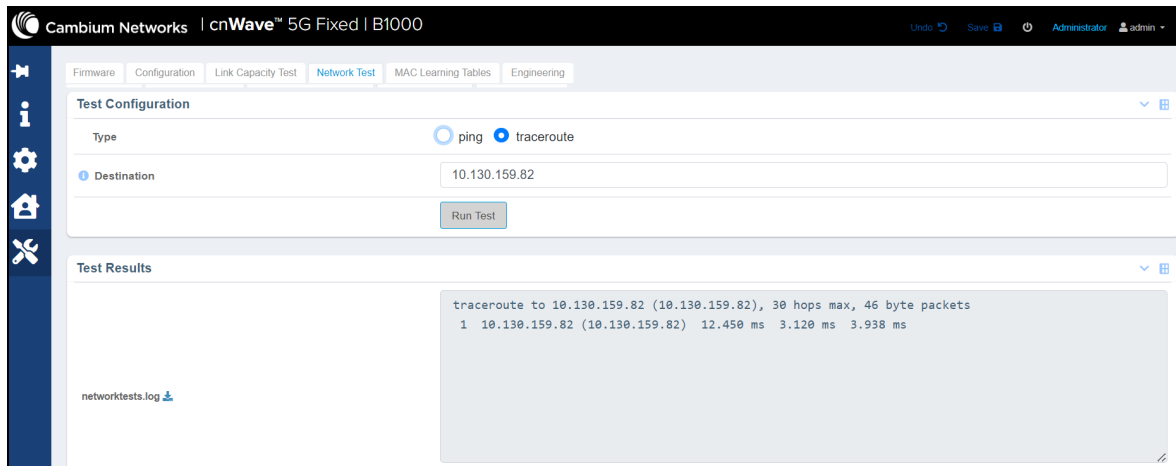 Cambium Networks | cnWave™ 5G Fixed | B1000 Undo Save Administrator admin
Firmware Configuration Link Capacity Test Network Test MAC Learning Tables Engineering
Test Configuration
Type ping traceroute
Destination 10.130.159.82
Run Test
Test Results
traceroute to 10.130.159.82 (10.130.159.82), 30 hops max, 46 byte packets
1 10.130.159.82 (10.130.159.82) 12.450 ms 3.120 ms 3.938 ms
networktests.log